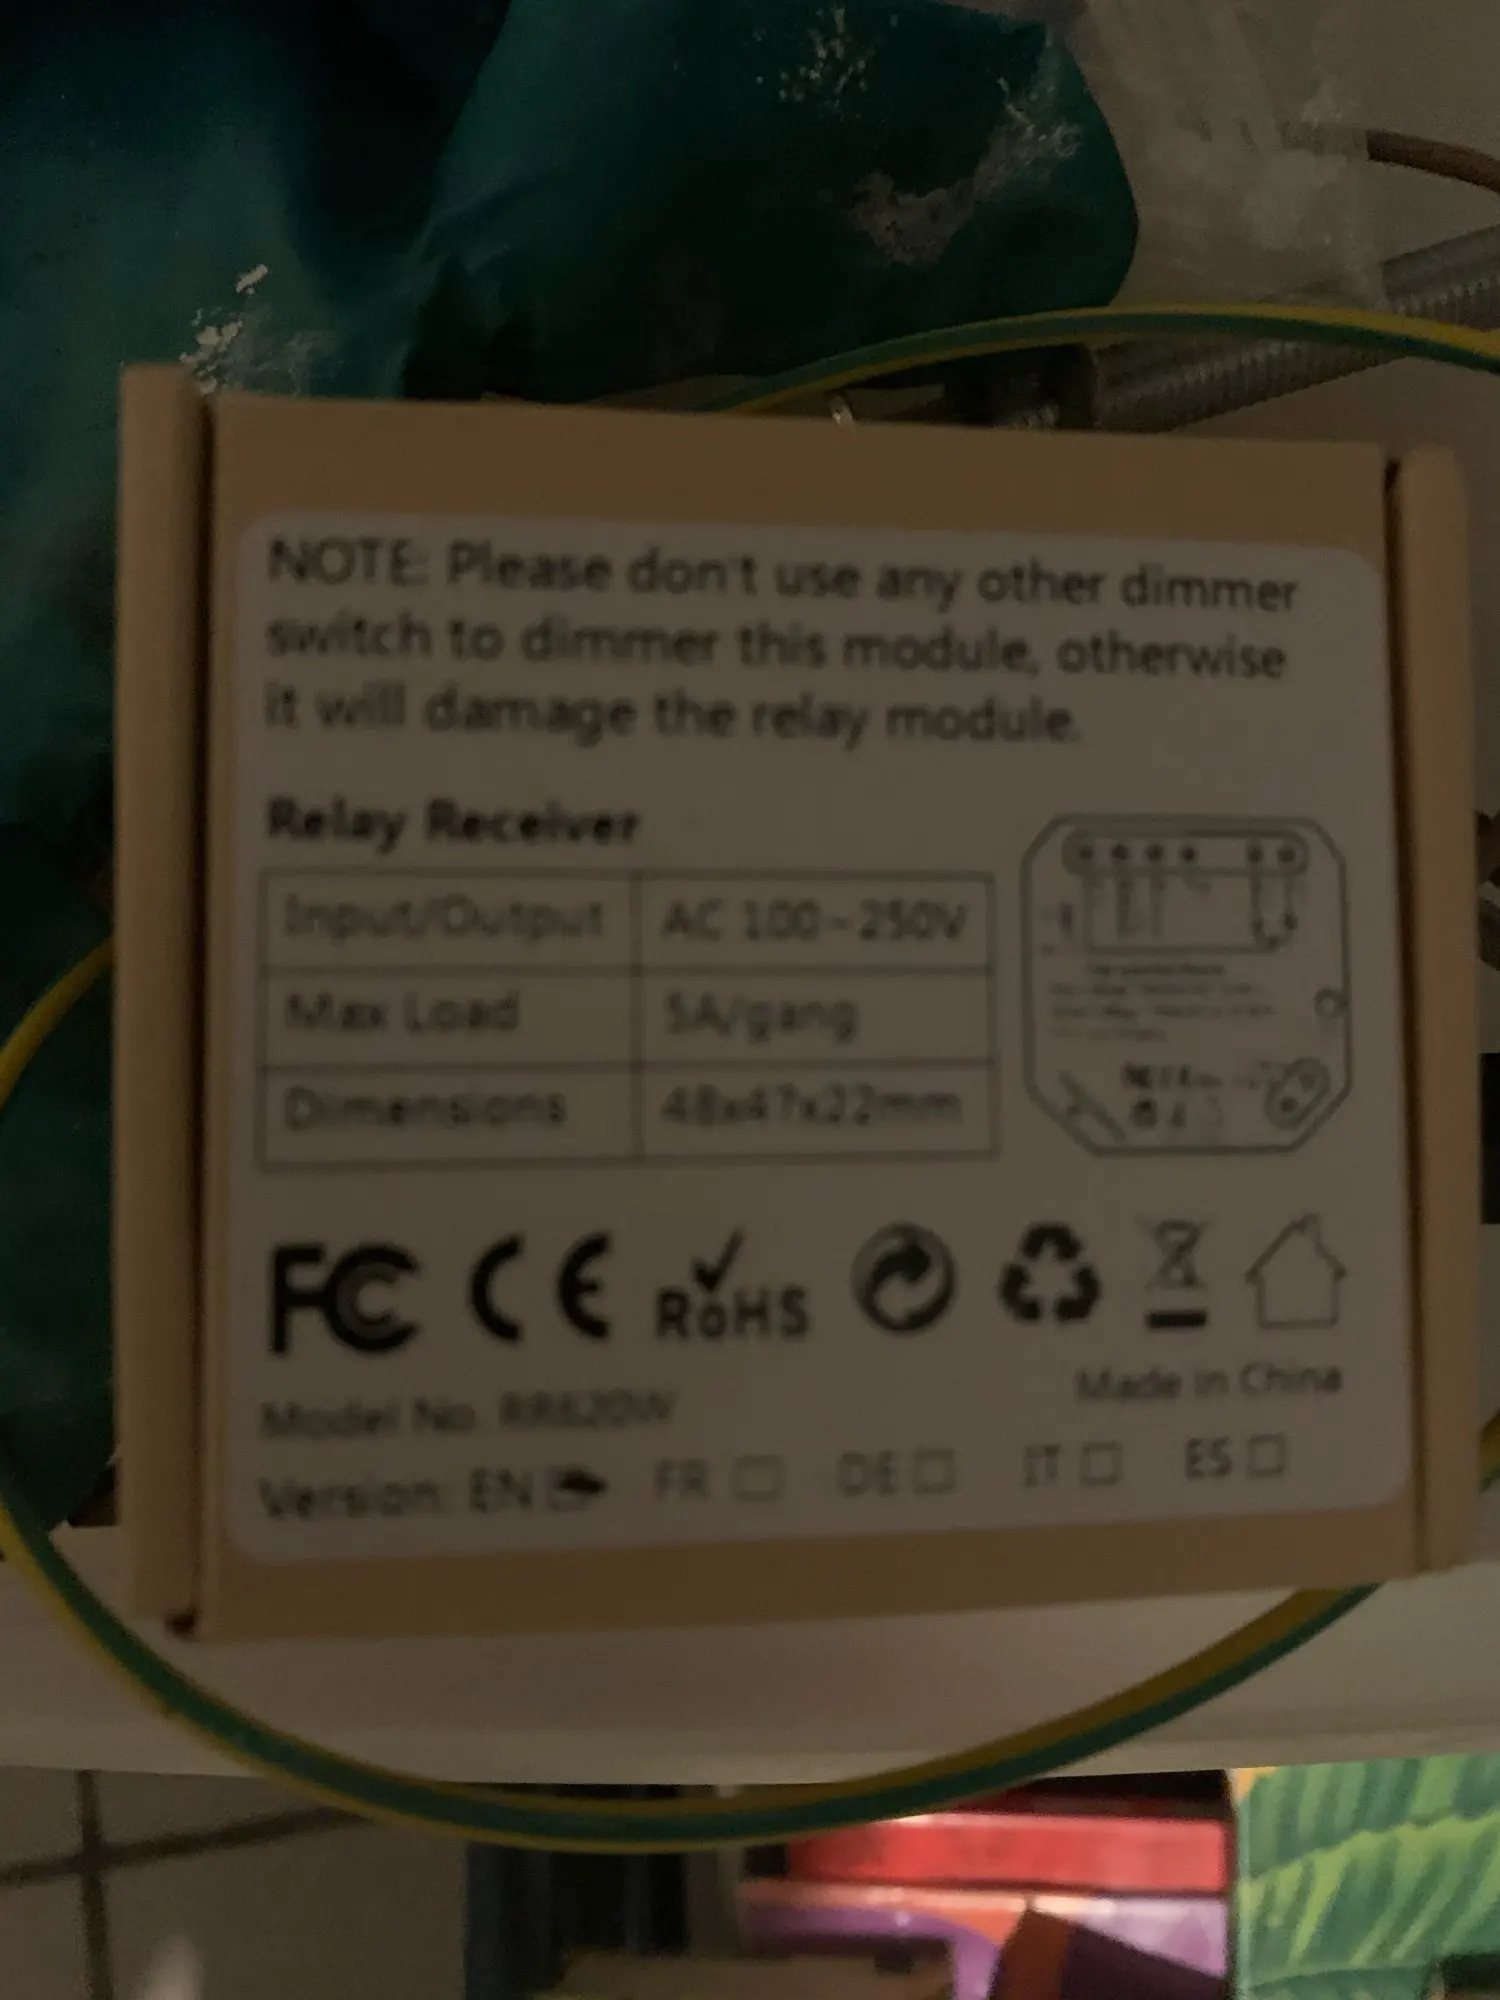 NOTE: Please don't use any other dimmer
switch to dimmer this module, otherwise
it will damage the relay module.
Relay Receiver
Input/Output AC 100~250V
Max Load 5A/gang
Dimensions 48x47x22mm
FC CE RoHS
Made in China
Model No. RR620W
Version: EN FR DE IT ES